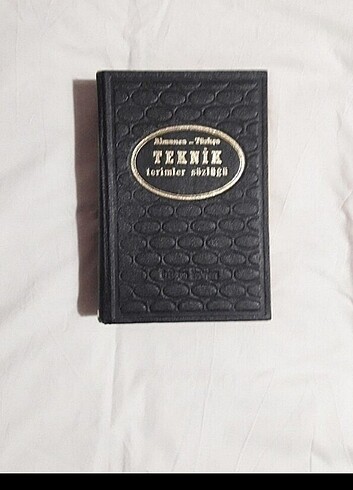 Almanca - Türkçe
TEKNİK
terimler sözlüğü